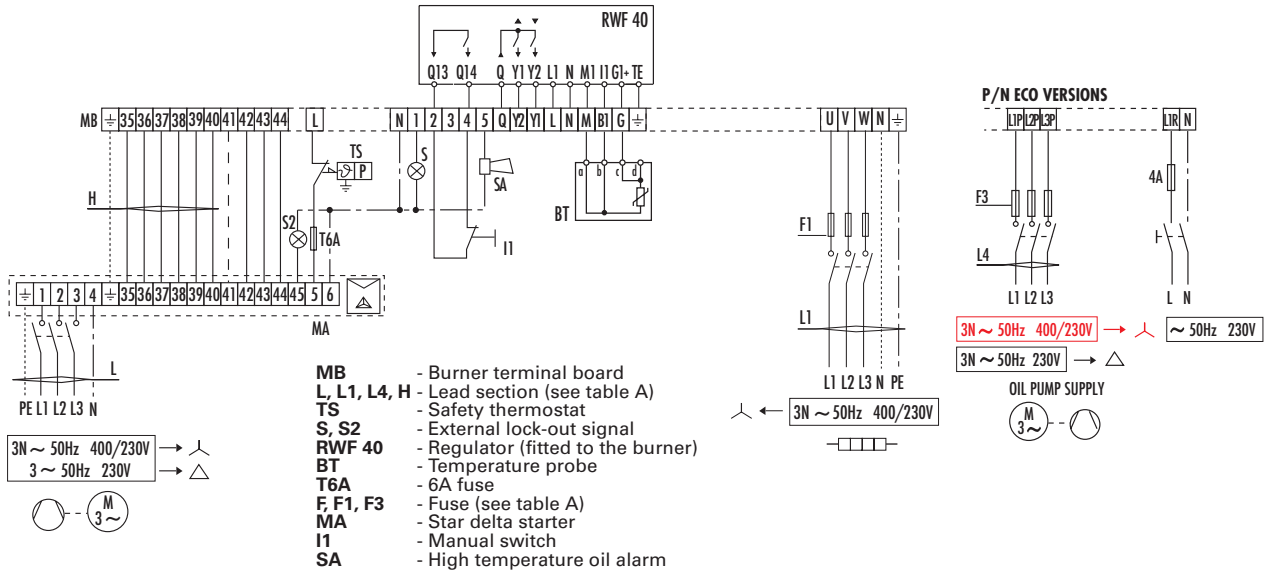 RWF 40
Q13 Q14 Q Y1 Y2 L1 N M1 I1 G1+ TE
P/N ECO VERSIONS
MB 35 36 37 38 39 40 41 42 43 44 L N 1 2 3 4 5 Q Y2 Y1 L N M B1 G U V W N
L1P L2P L3P L1R N
TS
P
S
SA
a b c d
BT
4A
H
F3
S2
T6A
I1
F1
L4
L1 L2 L3 L N
35 36 37 38 39 40 41 42 43 44 45 5 6
1 2 3 4
MA
L1
3N ~ 50Hz 400/230V
~ 50Hz 230V
3N ~ 50Hz 230V
L
PE L1 L2 L3 N
L1 L2 L3 N PE
OIL PUMP SUPPLY
M
3~
3N ~ 50Hz 400/230V
3N ~ 50Hz 400/230V
3 ~ 50Hz 230V
M
3~
MB - Burner terminal board
L, L1, L4, H - Lead section (see table A)
TS - Safety thermostat
S, S2 - External lock-out signal
RWF 40 - Regulator (fitted to the burner)
BT - Temperature probe
T6A - 6A fuse
F, F1, F3 - Fuse (see table A)
MA - Star delta starter
I1 - Manual switch
SA - High temperature oil alarm